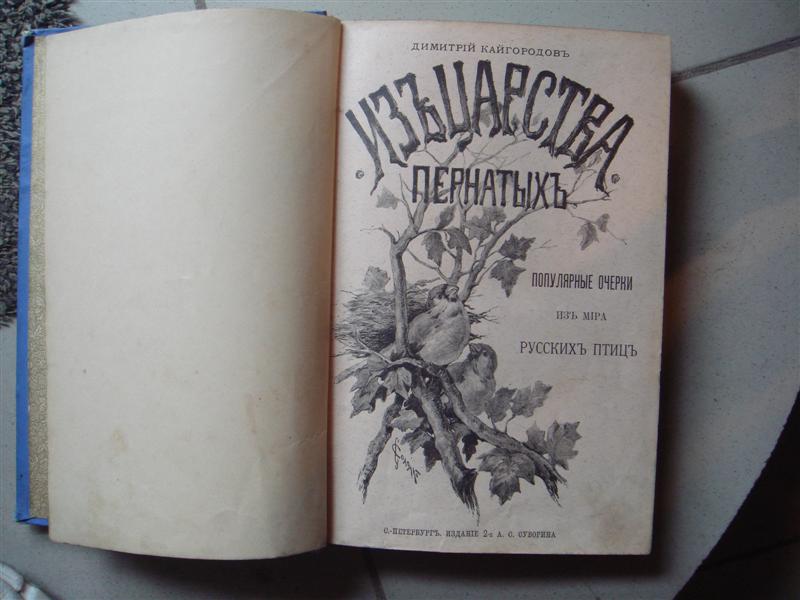 ДИМИТРІЙ КАЙГОРОДОВЪ
ИЗЪ ЦАРСТВА
ПЕРНАТЫХЪ
ПОПУЛЯРНЫЕ ОЧЕРКИ
ИЗЪ МІРА
РУССКИХЪ ПТИЦЪ
С.-ПЕТЕРБУРГЪ. ИЗДАНІЕ 2-е А. С. СУВОРИНА